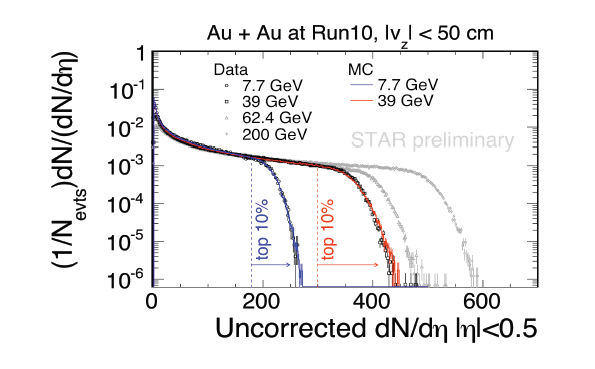 Au + Au at Run10, |v_z| < 50 cm
(1/N_evts)dN/(dN/dη)
1
10^-1
10^-2
10^-3
10^-4
10^-5
10^-6
Data
7.7 GeV
39 GeV
62.4 GeV
200 GeV
MC
7.7 GeV
39 GeV
STAR preliminary
top 10%
top 10%
0 200 400 600
Uncorrected dN/dη |η|<0.5